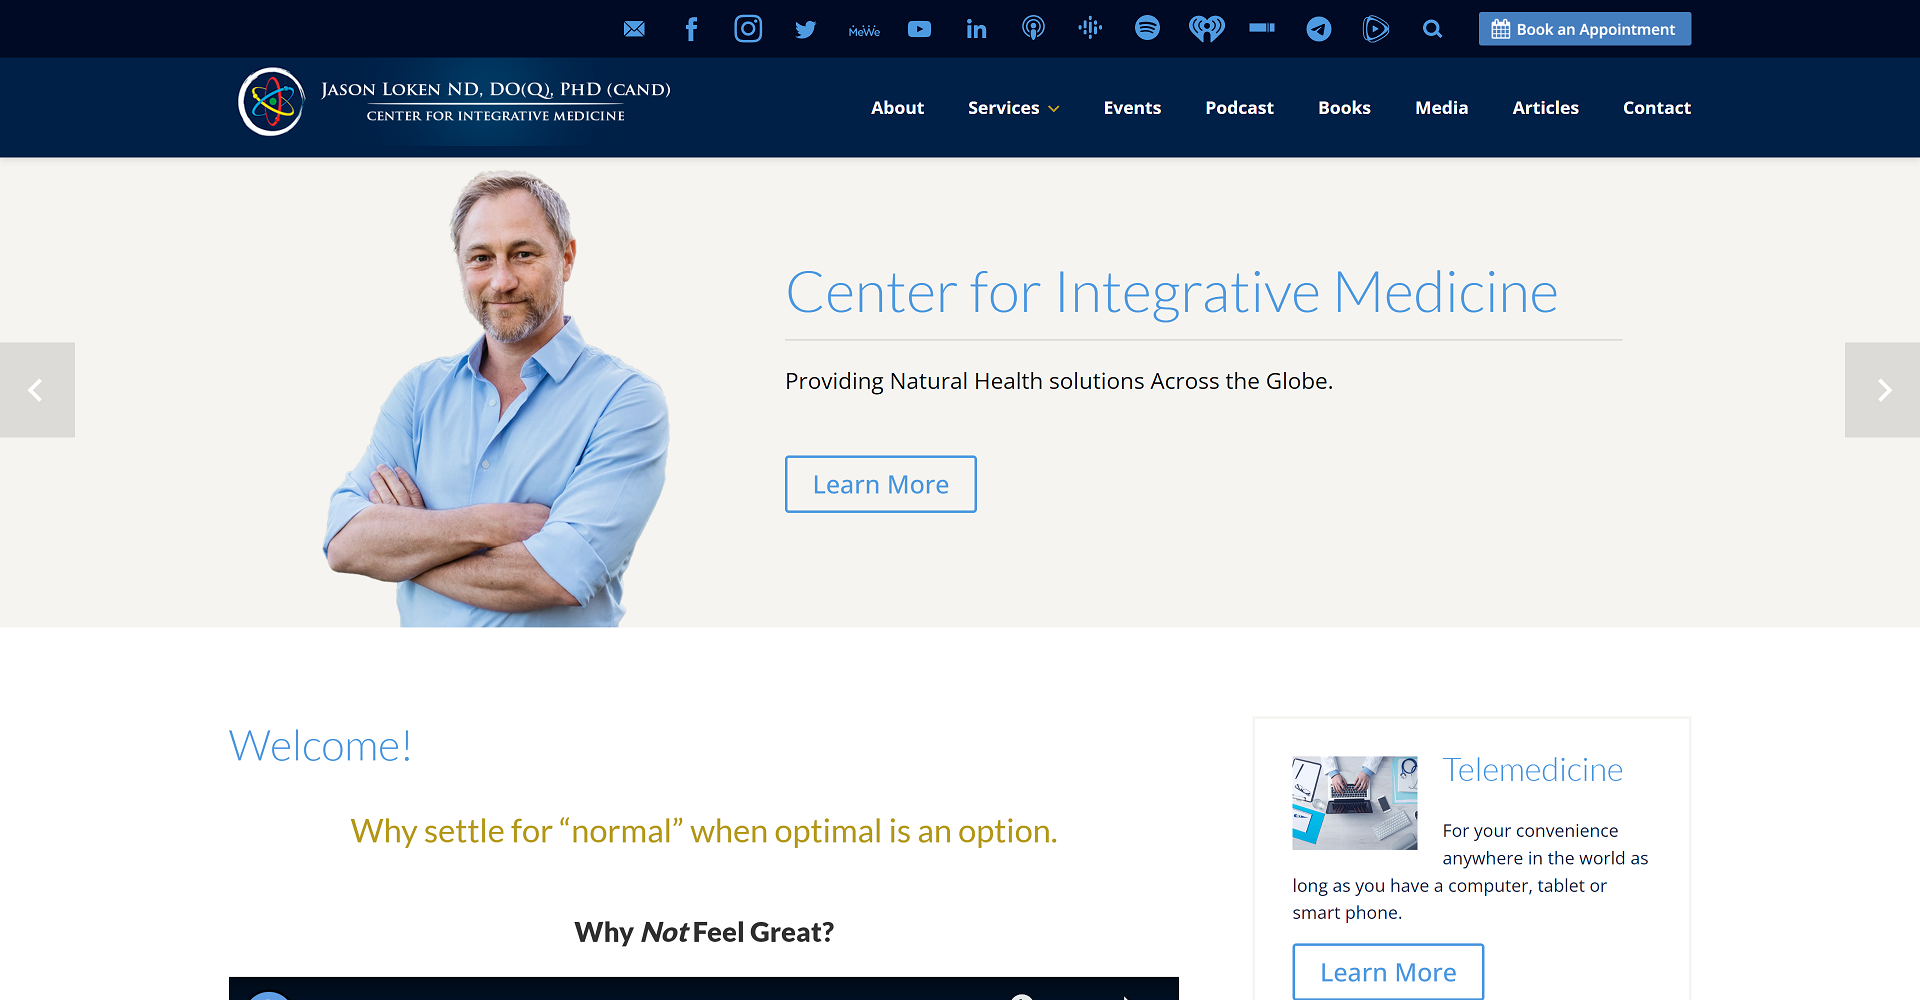 MeWe
Book an Appointment
JASON LOKEN ND, DO(Q), PHD (CAND)
CENTER FOR INTEGRATIVE MEDICINE
About
Services
Events
Podcast
Books
Media
Articles
Contact
Center for Integrative Medicine
Providing Natural Health solutions Across the Globe.
Learn More
Welcome!
Why settle for “normal” when optimal is an option.
Why Not Feel Great?
Telemedicine
For your convenience
anywhere in the world as
long as you have a computer, tablet or
smart phone.
Learn More